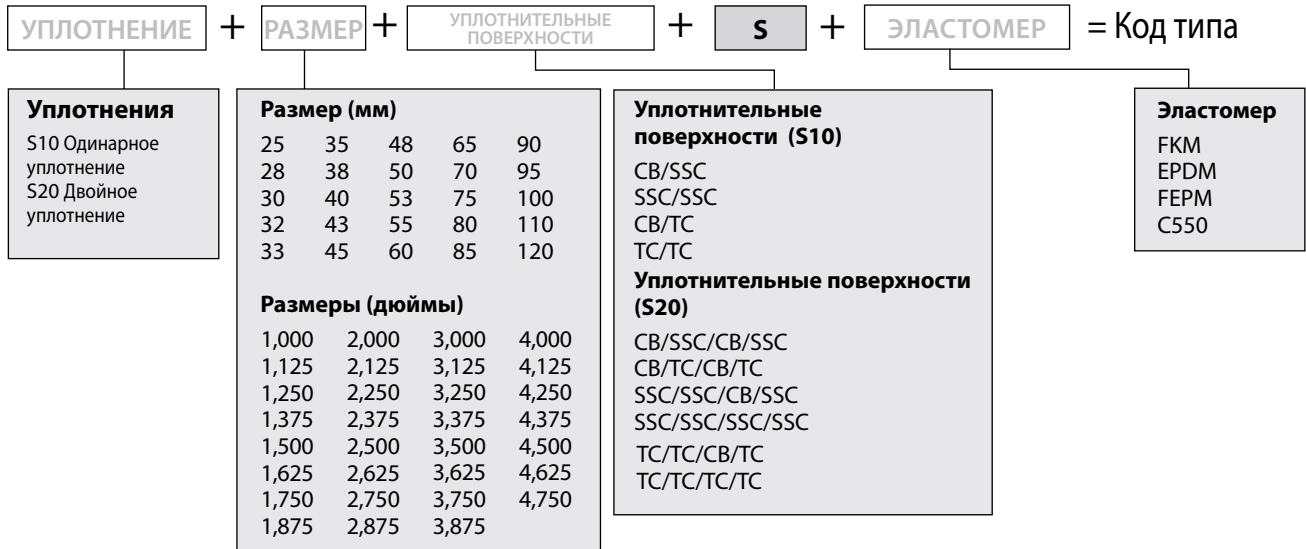 УПЛОТНЕНИЕ + РАЗМЕР + УПЛОТНИТЕЛЬНЫЕ ПОВЕРХНОСТИ + S + ЭЛАСТОМЕР = Код типа
Уплотнения
S10 Одинарное
уплотнение
S20 Двойное
уплотнение
Размер (мм)
25 35 48 65 90
28 38 50 70 95
30 40 53 75 100
32 43 55 80 110
33 45 60 85 120
Размеры (дюймы)
1,000 2,000 3,000 4,000
1,125 2,125 3,125 4,125
1,250 2,250 3,250 4,250
1,375 2,375 3,375 4,375
1,500 2,500 3,500 4,500
1,625 2,625 3,625 4,625
1,750 2,750 3,750 4,750
1,875 2,875 3,875
Уплотнительные
поверхности (S10)
CB/SSC
SSC/SSC
CB/TC
TC/TC
Уплотнительные поверхности
(S20)
CB/SSC/CB/SSC
CB/TC/CB/TC
SSC/SSC/CB/SSC
SSC/SSC/SSC/SSC
TC/TC/CB/TC
TC/TC/TC/TC
Эластомер
FKM
EPDM
FEPM
C550